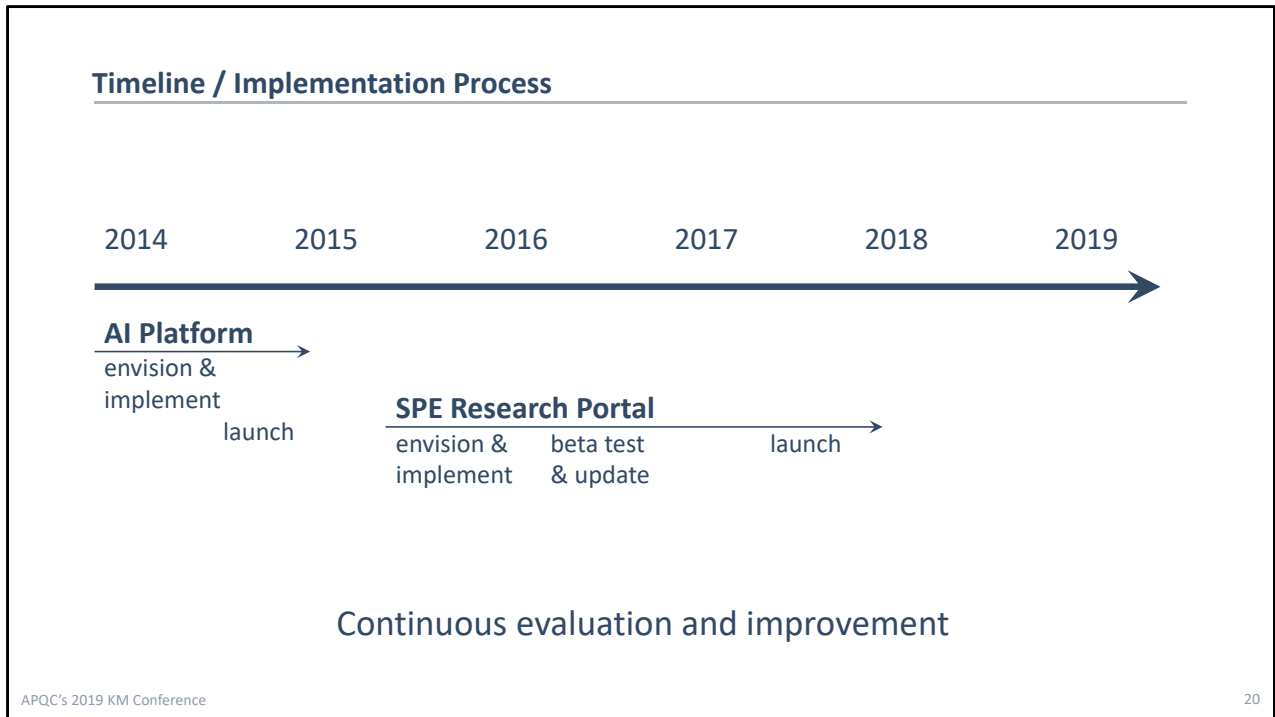 Timeline / Implementation Process
2014 2015 2016 2017 2018 2019
AI Platform
envision &
implement
launch
SPE Research Portal
envision & beta test launch
implement & update
Continuous evaluation and improvement
APQC's 2019 KM Conference 20